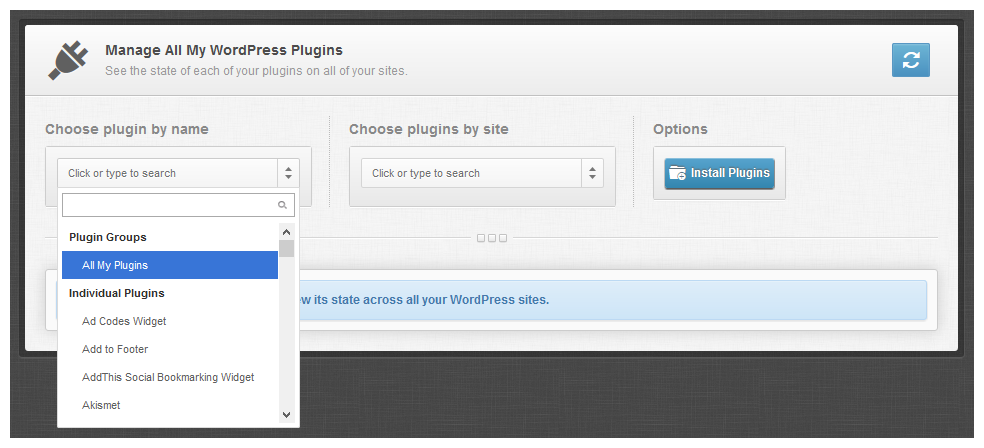 Manage All My WordPress Plugins
See the state of each of your plugins on all of your sites.
Choose plugin by name
Choose plugins by site
Options
Click or type to search
Click or type to search
Install Plugins
Plugin Groups
All My Plugins
Individual Plugins
its state across all your WordPress sites.
Ad Codes Widget
Add to Footer
AddThis Social Bookmarking Widget
Akismet